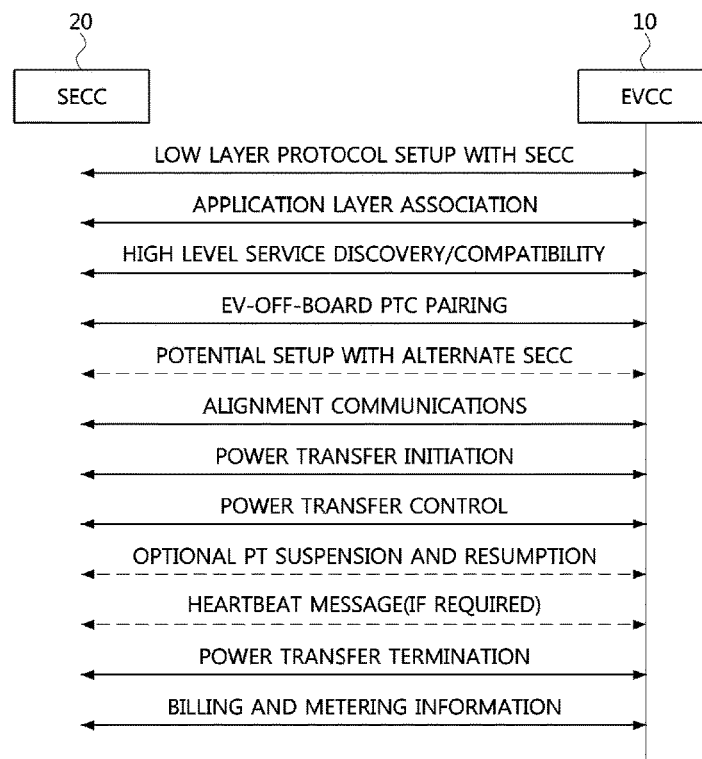 20
10
SECC
EVCC
LOW LAYER PROTOCOL SETUP WITH SECC
APPLICATION LAYER ASSOCIATION
HIGH LEVEL SERVICE DISCOVERY/COMPATIBILITY
EV-OFF-BOARD PTC PAIRING
POTENTIAL SETUP WITH ALTERNATE SECC
ALIGNMENT COMMUNICATIONS
POWER TRANSFER INITIATION
POWER TRANSFER CONTROL
OPTIONAL PT SUSPENSION AND RESUMPTION
HEARTBEAT MESSAGE(IF REQUIRED)
POWER TRANSFER TERMINATION
BILLING AND METERING INFORMATION